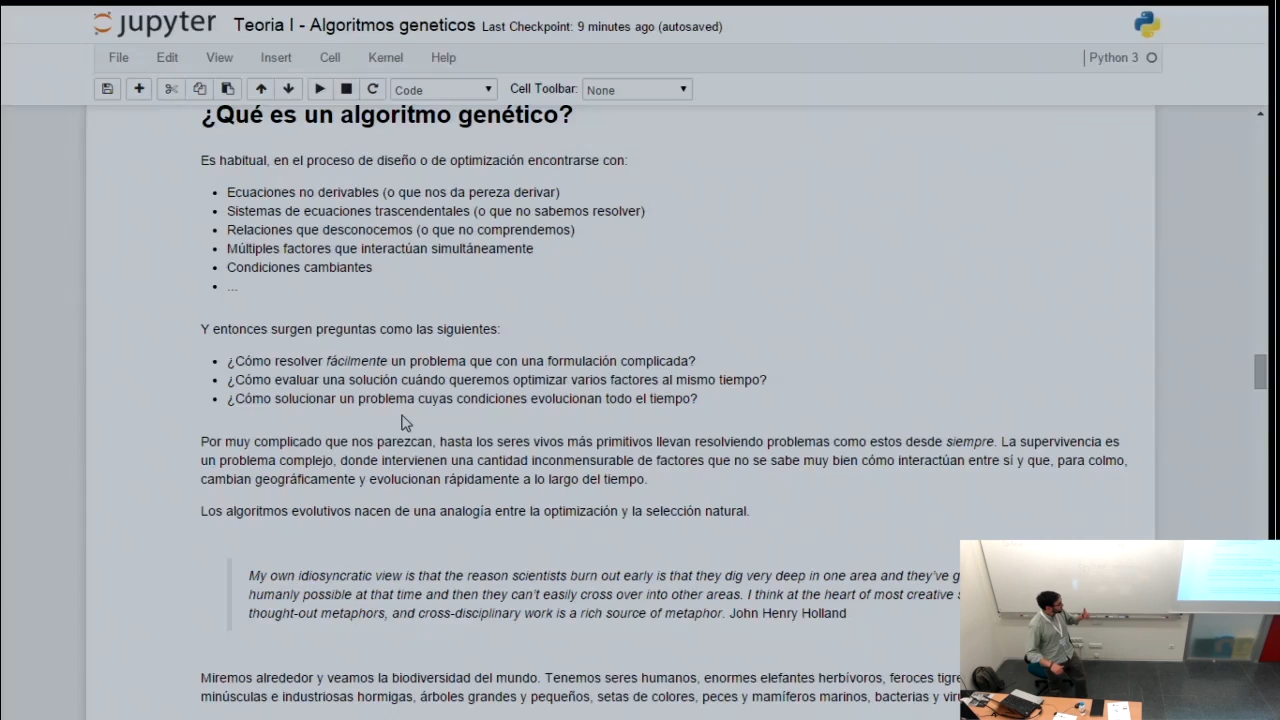 jupyter Teoria I - Algoritmos geneticos Last Checkpoint: 9 minutes ago (autosaved)
File Edit View Insert Cell Kernel Help Python 3
Code Cell Toolbar: None
¿Qué es un algoritmo genético?
Es habitual, en el proceso de diseño o de optimización encontrarse con:
• Ecuaciones no derivables (o que nos da pereza derivar)
• Sistemas de ecuaciones trascendentales (o que no sabemos resolver)
• Relaciones que desconocemos (o que no comprendemos)
• Múltiples factores que interactúan simultáneamente
• Condiciones cambiantes
• ...
Y entonces surgen preguntas como las siguientes:
• ¿Cómo resolver fácilmente un problema que con una formulación complicada?
• ¿Cómo evaluar una solución cuándo queremos optimizar varios factores al mismo tiempo?
• ¿Cómo solucionar un problema cuyas condiciones evolucionan todo el tiempo?
Por muy complicado que nos parezcan, hasta los seres vivos más primitivos llevan resolviendo problemas como estos desde siempre. La supervivencia es
un problema complejo, donde intervienen una cantidad inconmensurable de factores que no se sabe muy bien cómo interactúan entre sí y que, para colmo,
cambian geográficamente y evolucionan rápidamente a lo largo del tiempo.
Los algoritmos evolutivos nacen de una analogía entre la optimización y la selección natural.
My own idiosyncratic view is that the reason scientists burn out early is that they dig very deep in one area and they've g
humanly possible at that time and then they can't easily cross over into other areas. I think at the heart of most creative s
thought-out metaphors, and cross-disciplinary work is a rich source of metaphor. John Henry Holland
Miremos alrededor y veamos la biodiversidad del mundo. Tenemos seres humanos, enormes elefantes herbívoros, feroces tigre
minúsculas e industriosas hormigas, árboles grandes y pequeños, setas de colores, peces y mamíferos marinos, bacterias y viru